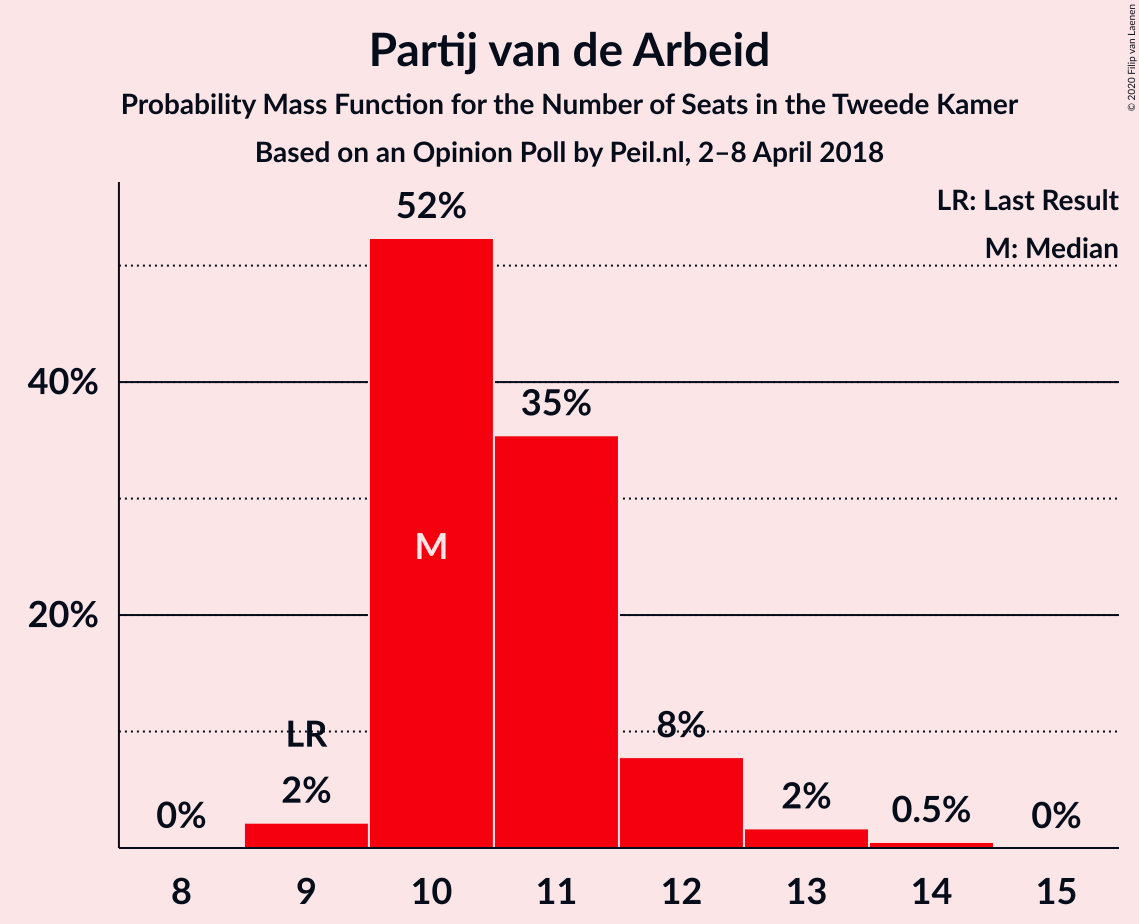 Partij van de Arbeid
Probability Mass Function for the Number of Seats in the Tweede Kamer
Based on an Opinion Poll by Peil.nl, 2–8 April 2018
© 2020 Filip van Laenen
LR: Last Result
M: Median
52%
40%
35%
M
20%
LR
8%
2%
2%
0%
0.5%
0%
8 9 10 11 12 13 14 15